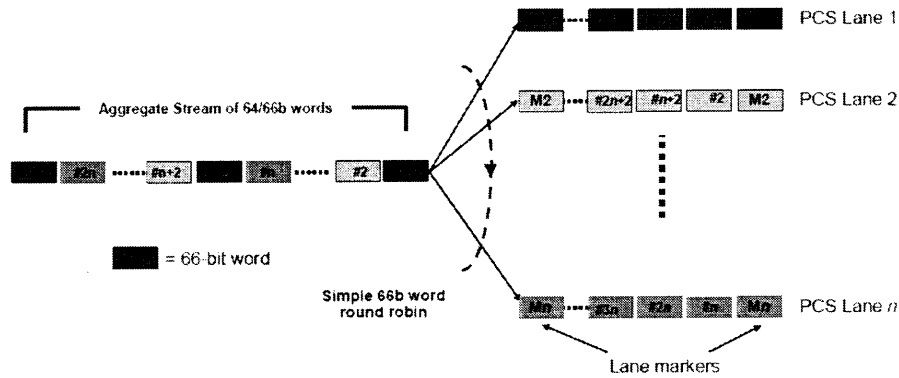 PCS Lane 1
Aggregate Stream of 64/66b words
M2 #2n+2 #n+2 #2 M2 PCS Lane 2
#2n #n+2 #n #2
= 66-bit word
Simple 66b word
round robin
Mn #3n #2n #n Mn PCS Lane n
Lane markers